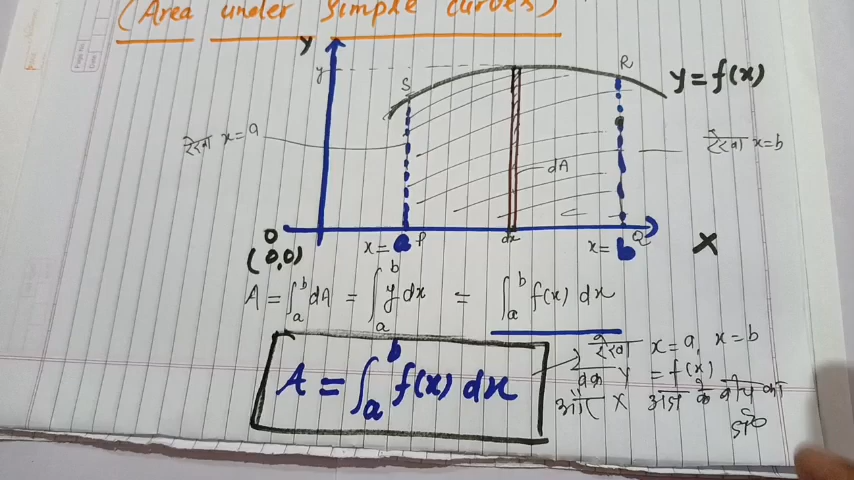 (Area under simple curves)
Y
y
S
R
y = f(x)
रेखा x = a
रेखा x = b
dA
O
(0,0)
x = a P
dx
x = b Q
X
A = ∫ₐᵇ dA = ∫ₐᵇ y dx = ∫ₐᵇ f(x) dx
A = ∫ₐᵇ f(x) dx
रेखा x = a, x = b
वक्र y = f(x)
और X अक्ष के बीच का
क्षे०